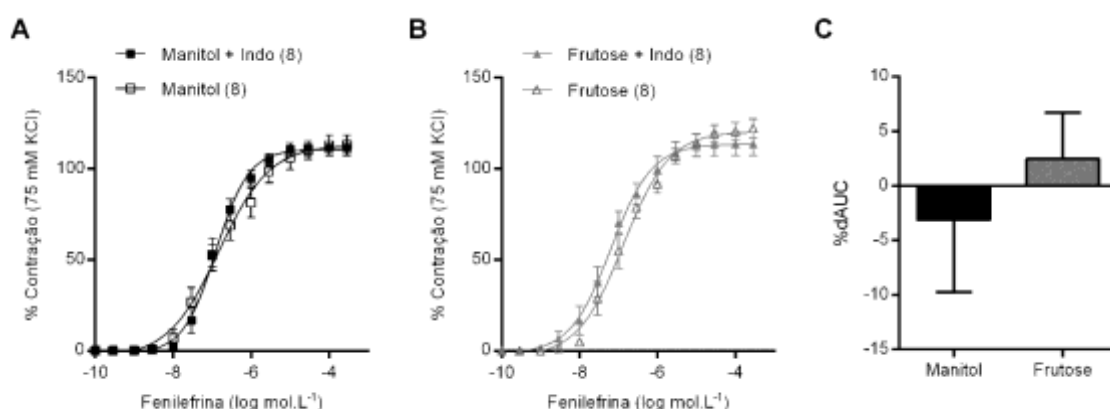 A
Manitol + Indo (8)
Manitol (8)
% Contração (75 mM KCl)
150
100
50
0
-10
-8
-6
-4
Fenilefrina (log mol.L⁻¹)
B
Frutose + Indo (8)
Frutose (8)
% Contração (75 mM KCl)
150
100
50
0
-10
-8
-6
-4
Fenilefrina (log mol.L⁻¹)
C
%dAUC
10
5
0
-5
-10
-15
Manitol
Frutose